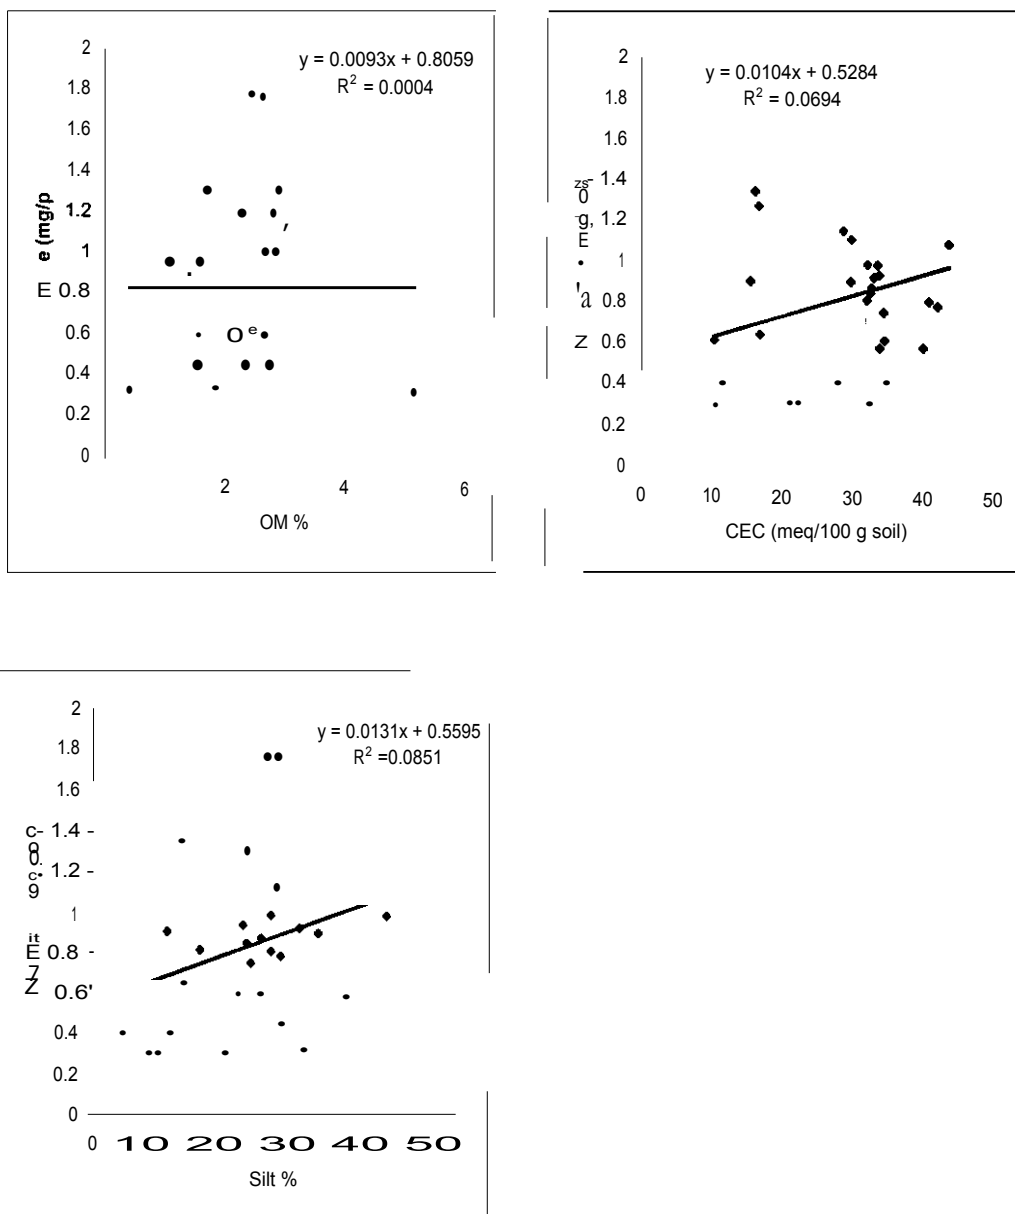 y = 0.0093x + 0.8059
R² = 0.0004
2
1.8
1.6
1.4
1.2
1
E 0.8
0.6
0.4
0.2
0
e (mg/p
2 4 6
OM %
y = 0.0104x + 0.5284
R² = 0.0694
2
1.8
1.6
1.4
1.2
1
0.8
0.6
0.4
0.2
0
0 10 20 30 40 50
CEC (meq/100 g soil)
y = 0.0131x + 0.5595
R² =0.0851
2
1.8
1.6
1.4
1.2
1
0.8
0.6'
0.4
0.2
0
0 10 20 30 40 50
Silt %